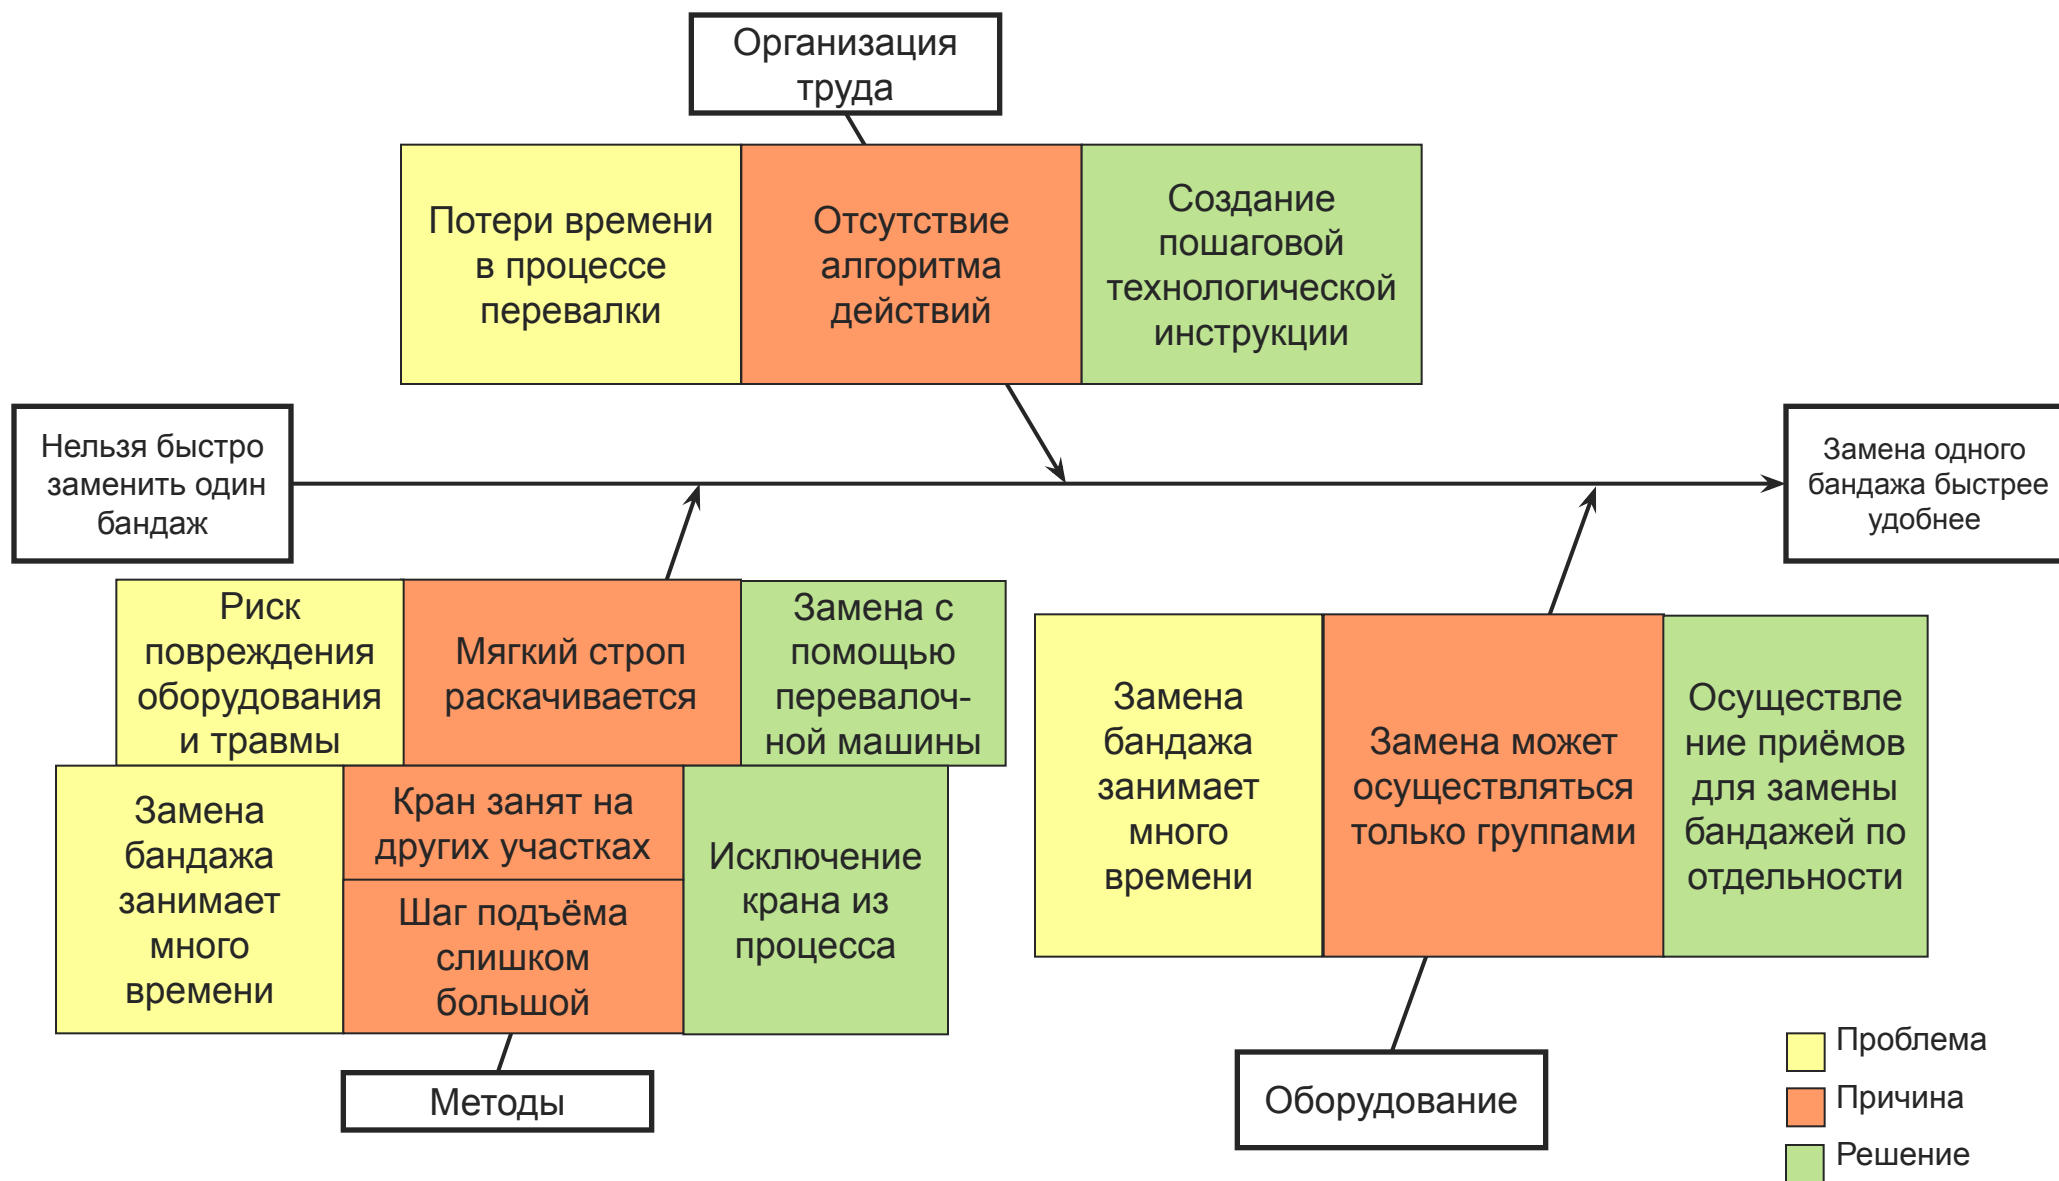 Организация
труда
Потери времени
в процессе
перевалки
Отсутствие
алгоритма
действий
Создание
пошаговой
технологической
инструкции
Нельзя быстро
заменить один
бандаж
Замена одного
бандажа быстрее
удобнее
Риск
повреждения
оборудования
и травмы
Мягкий строп
раскачивается
Замена с
помощью
перевалоч-
ной машины
Замена
бандажа
занимает
много
времени
Кран занят на
других участках
Шаг подъёма
слишком
большой
Исключение
крана из
процесса
Методы
Замена
бандажа
занимает
много
времени
Замена может
осуществляться
только группами
Осуществле
ние приёмов
для замены
бандажей по
отдельности
Оборудование
Проблема
Причина
Решение